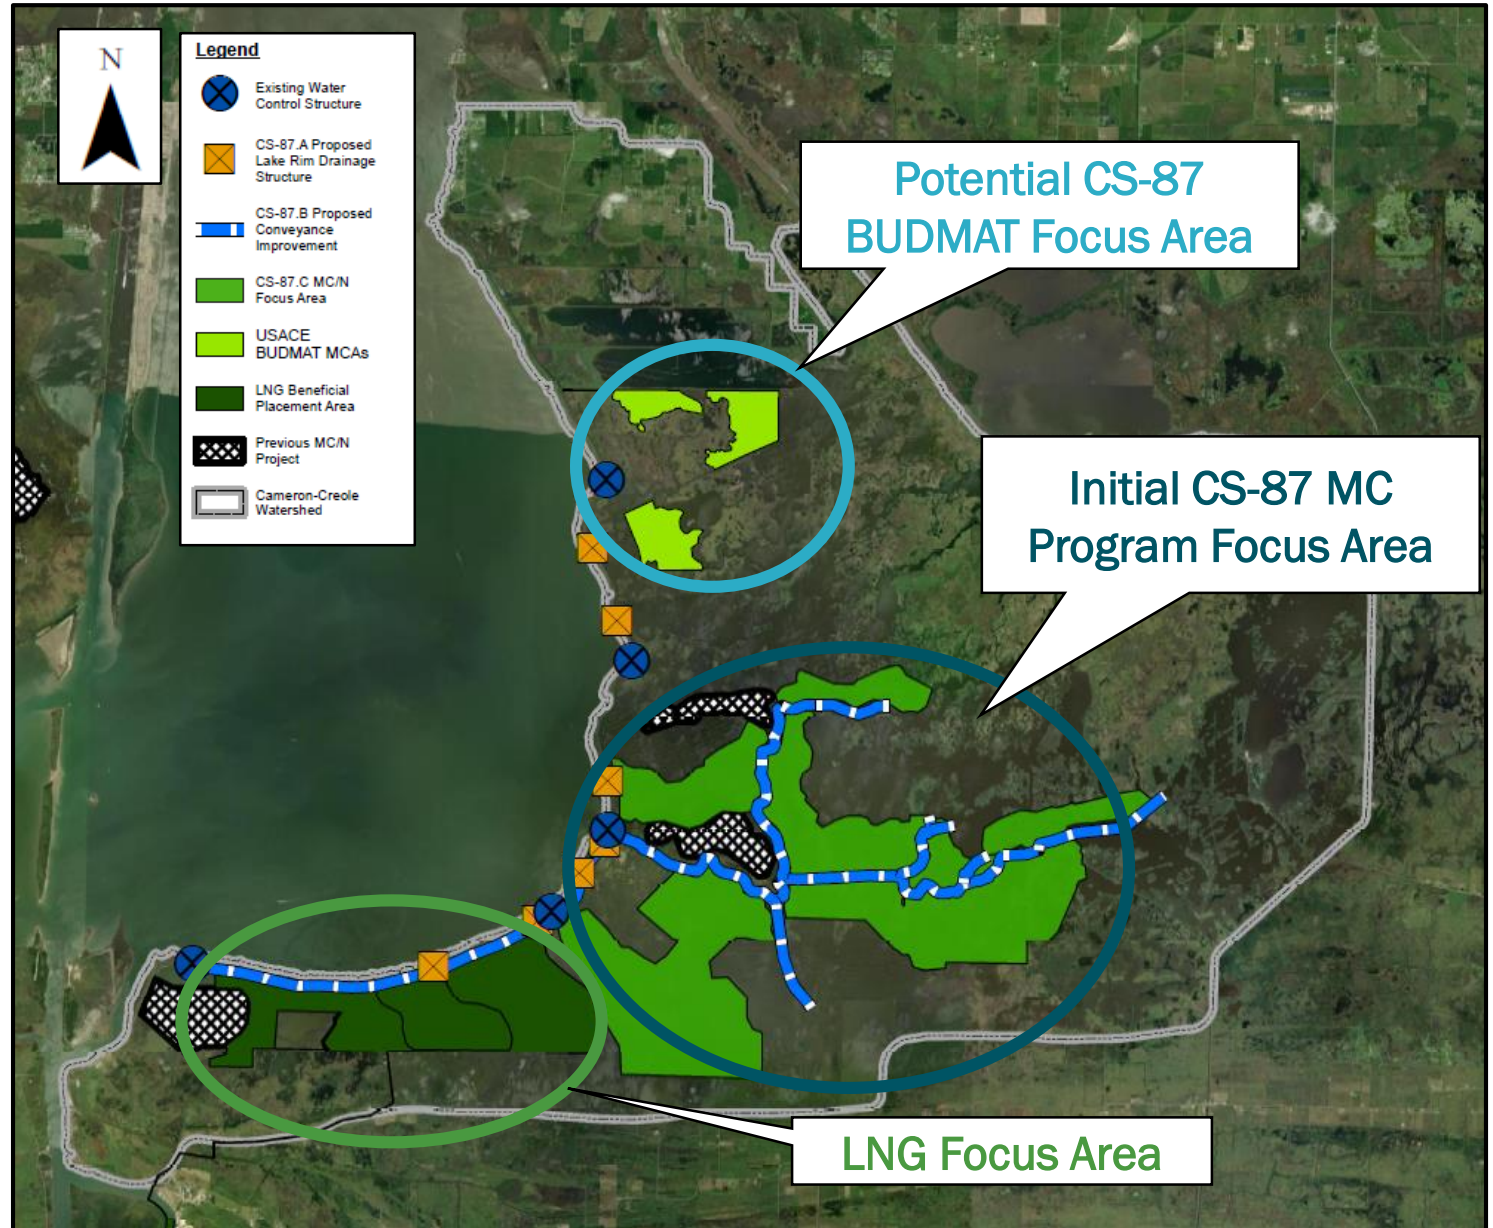 N
Legend
Existing Water
Control Structure
CS-87.A Proposed
Lake Rim Drainage
Structure
CS-87.B Proposed
Conveyance
Improvement
CS-87.C MC/N
Focus Area
USACE
BUDMAT MCAs
LNG Beneficial
Placement Area
Previous MC/N
Project
Cameron-Creole
Watershed
Potential CS-87
BUDMAT Focus Area
Initial CS-87 MC
Program Focus Area
LNG Focus Area